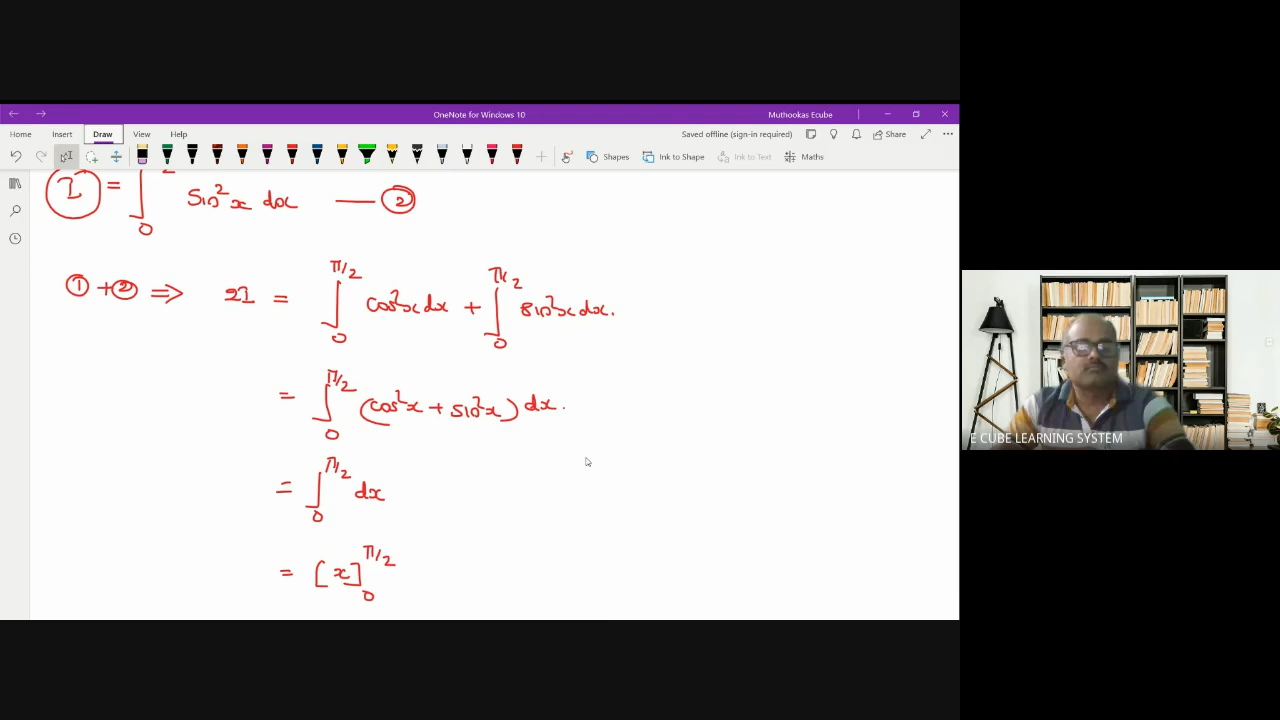 OneNote for Windows 10
Muthookas Ecube
Home Insert Draw View Help
Saved offline (sign-in required) Share
Shapes Ink to Shape Ink to Text Maths
I = ∫₀ 2 Sin²x dx —— ②
① + ② ⇒ 2I = ∫₀^π/2 cos²x dx + ∫₀^π/2 sin²x dx.
= ∫₀^π/2 (cos²x + sin²x) dx.
= ∫₀^π/2 dx
= [x]₀^π/2
E CUBE LEARNING SYSTEM